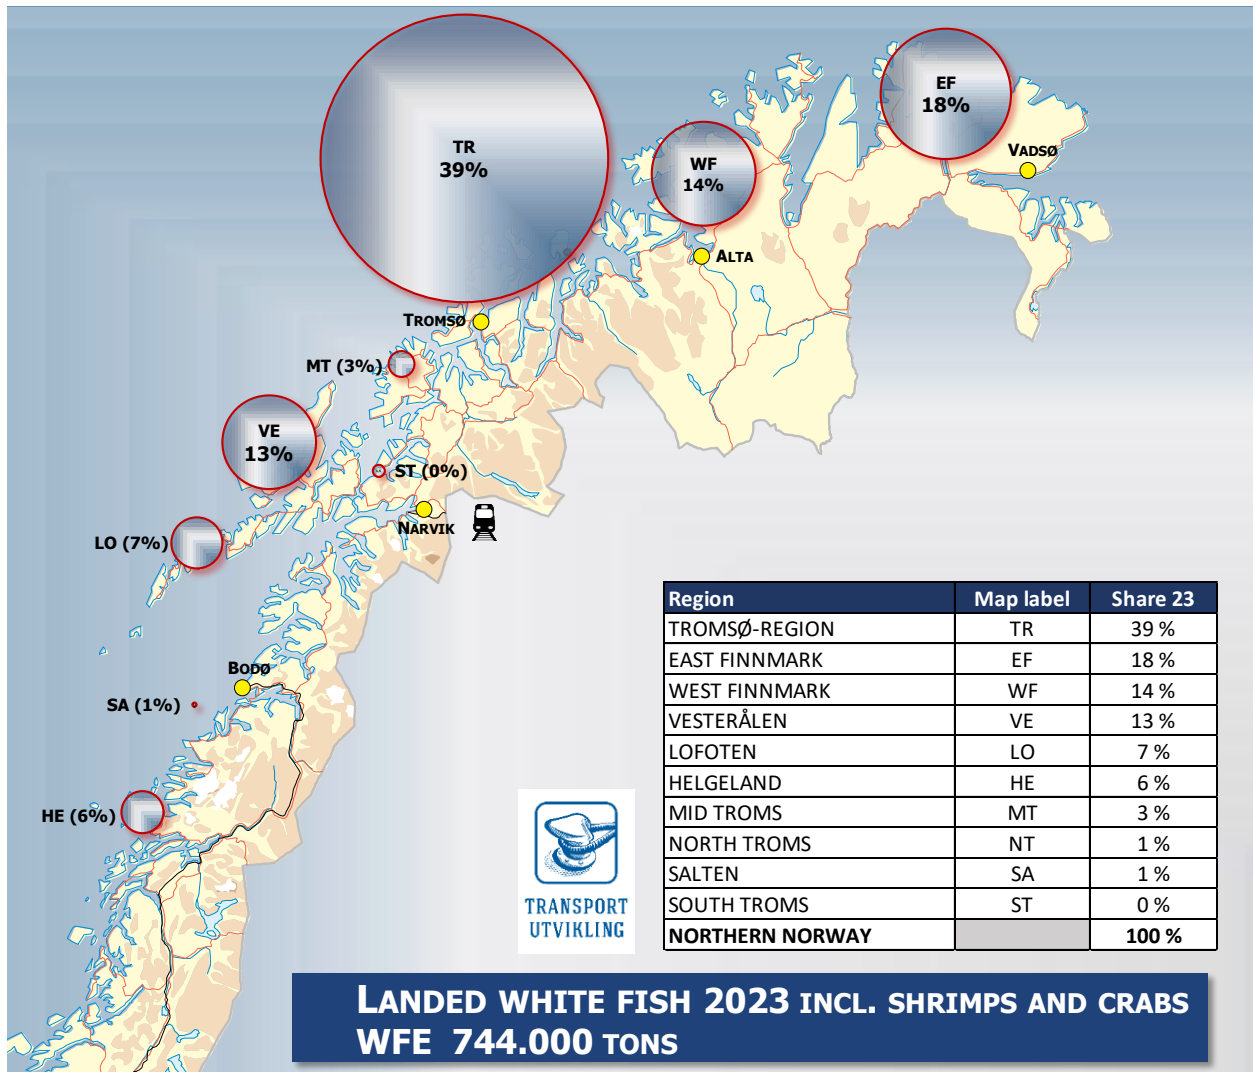 EF
18%
TR
39%
WF
14%
VADSØ
ALTA
TROMSØ
MT (3%)
VE
13%
ST (0%)
NARVIK
LO (7%)
BODØ
SA (1%)
HE (6%)
Region Map label Share 23
TROMSØ-REGION TR 39 %
EAST FINNMARK EF 18 %
WEST FINNMARK WF 14 %
VESTERÅLEN VE 13 %
LOFOTEN LO 7 %
HELGELAND HE 6 %
MID TROMS MT 3 %
NORTH TROMS NT 1 %
SALTEN SA 1 %
SOUTH TROMS ST 0 %
NORTHERN NORWAY 100 %
TRANSPORT
UTVIKLING
LANDED WHITE FISH 2023 INCL. SHRIMPS AND CRABS
WFE 744.000 TONS